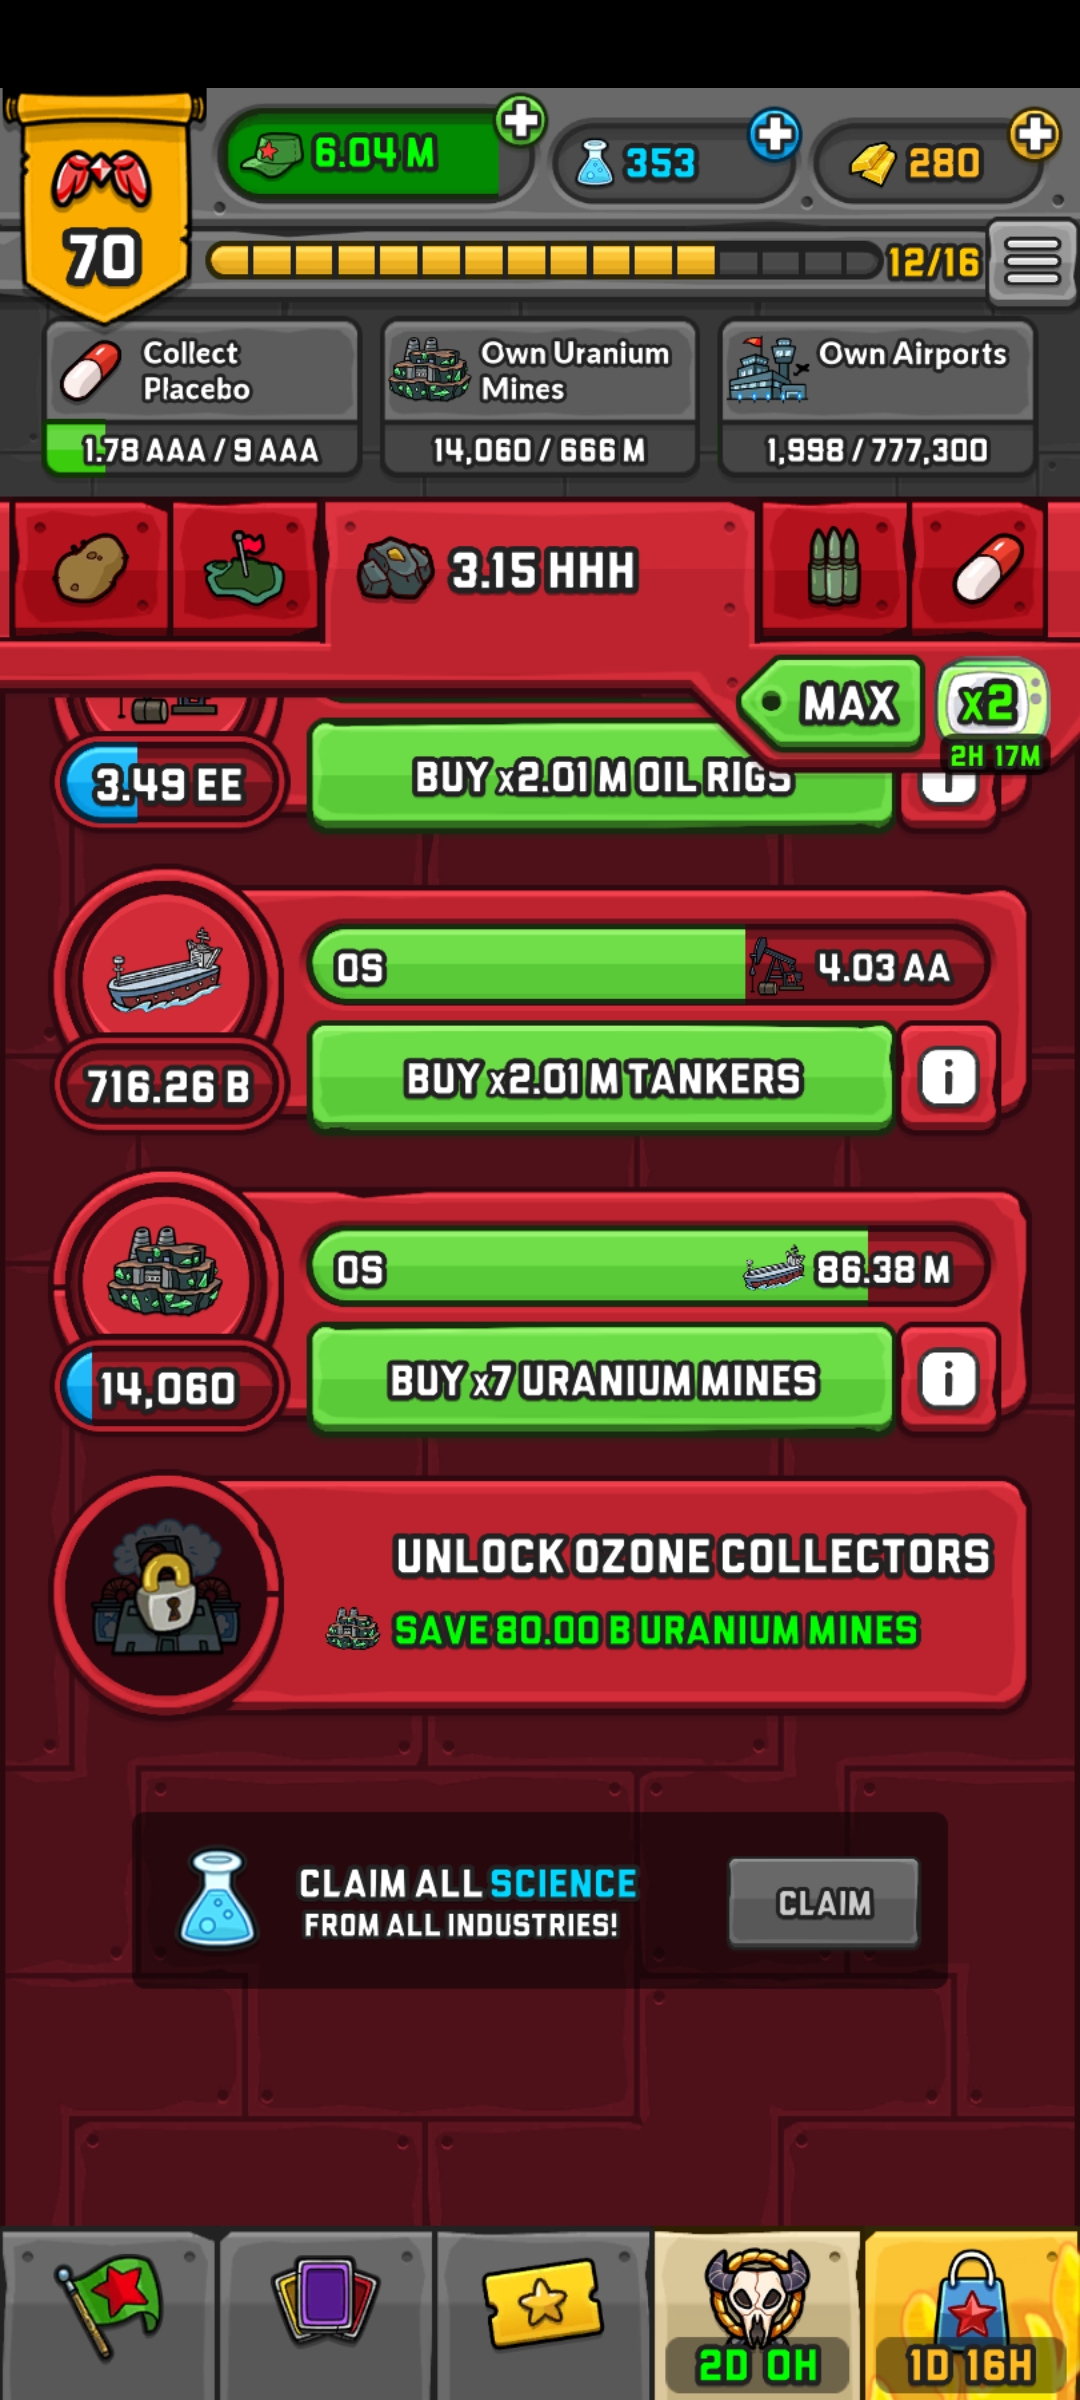 6.04 M
353
280
70
12/16
Collect
Placebo
Own Uranium
Mines
Own Airports
1.78 AAA / 9 AAA
14,060 / 666 M
1,998 / 777,300
3.15 HHH
MAX
x2
2H 17M
3.49 EE
BUY x2.01 M OIL RIGS
0S
4.03 AA
716.26 B
BUY x2.01 M TANKERS
i
0S
86.38 M
14,060
BUY x7 URANIUM MINES
i
UNLOCK OZONE COLLECTORS
SAVE 80.00 B URANIUM MINES
CLAIM ALL SCIENCE
FROM ALL INDUSTRIES!
CLAIM
2D 0H
1D 16H